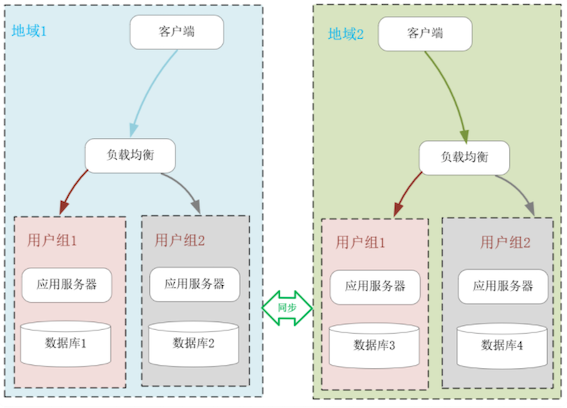 地域1
客户端
负载均衡
用户组1
用户组2
应用服务器
应用服务器
数据库1
数据库2
同步
地域2
客户端
负载均衡
用户组1
用户组2
应用服务器
应用服务器
数据库3
数据库4